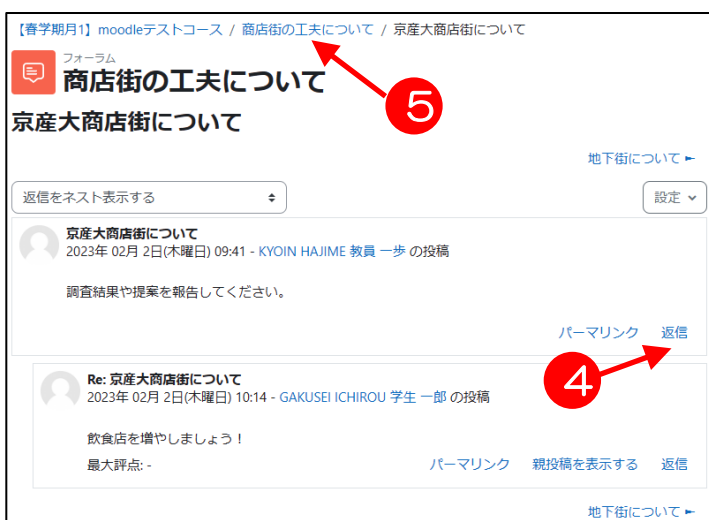 【春学期月1】moodleテストコース / 商店街の工夫について / 京産大商店街について
フォーラム
商店街の工夫について
5
京産大商店街について
地下街について ►
返信をネスト表示する
設定
京産大商店街について
2023年 02月 2日(木曜日) 09:41 - KYOIN HAJIME 教員 一歩 の投稿
調査結果や提案を報告してください。
パーマリンク 返信
4
Re: 京産大商店街について
2023年 02月 2日(木曜日) 10:14 - GAKUSEI ICHIROU 学生 一郎 の投稿
飲食店を増やしましょう！
最大評点: -
パーマリンク 親投稿を表示する 返信
地下街について ►